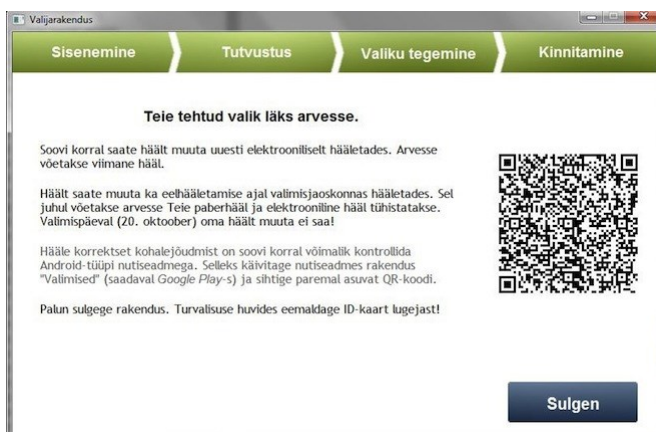 Valijarakendus
Sisenemine
Tutvustus
Valiku tegemine
Kinnitamine
Teie tehtud valik läks arvesse.
Soovi korral saate häält muuta uuesti elektrooniliselt hääletades. Arvesse
võetakse viimane hääl.
Häält saate muuta ka eelhääletamise ajal valimisjaoskonnas hääletades. Sel
juhul võetakse arvesse Teie paberhääl ja elektrooniline hääl tühistatakse.
Valimispäeval (20. oktoober) oma häält muuta ei saa!
Hääle korrektset kohalejõudmist on soovi korral võimalik kontrollida
Android-tüüpi nutiseadmega. Selleks käivitage nutiseadmes rakendus
"Valimised" (saadaval Google Play-s) ja sihtige paremal asuvat QR-koodi.
Palun sulgege rakendus. Turvalisuse huvides eemaldage ID-kaart lugejast!
Sulgen